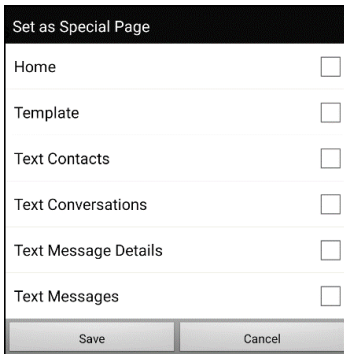 Set as Special Page
Home
Template
Text Contacts
Text Conversations
Text Message Details
Text Messages
Save Cancel